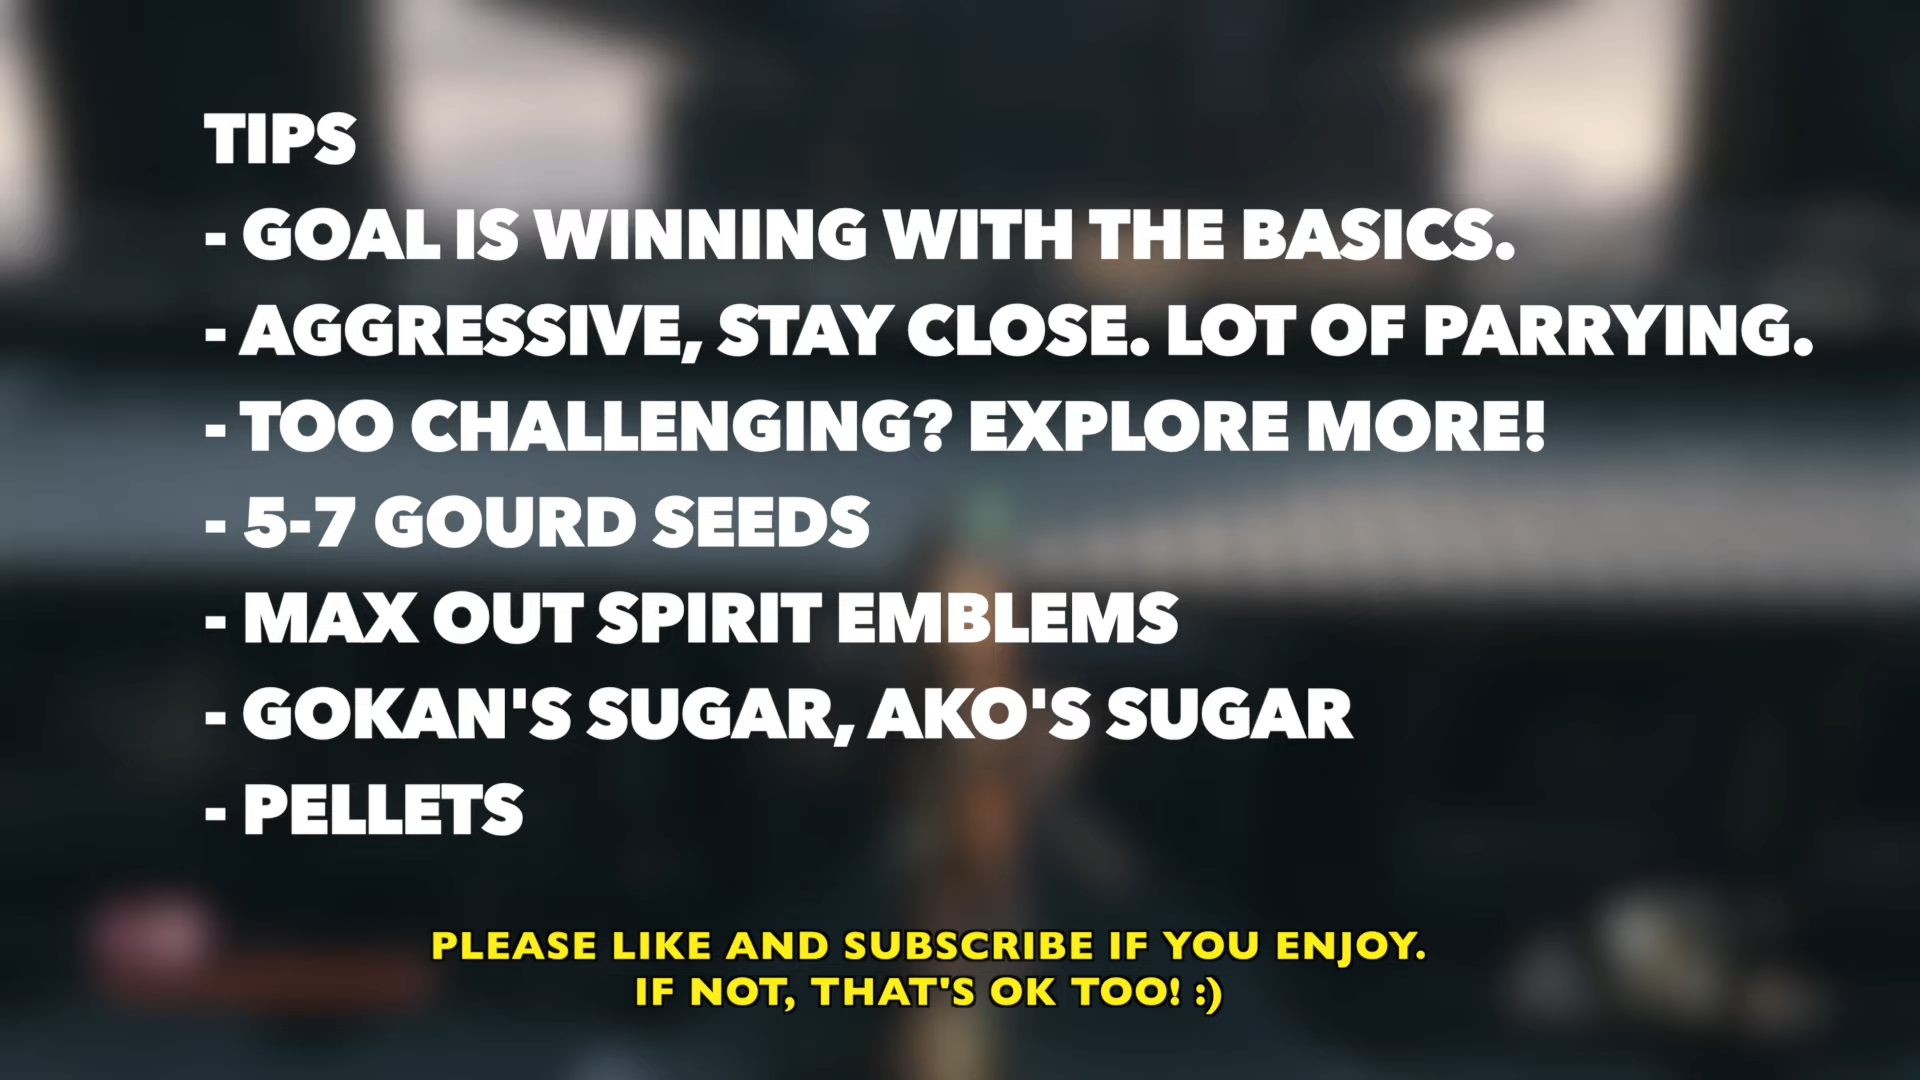 TIPS
- GOAL IS WINNING WITH THE BASICS.
- AGGRESSIVE, STAY CLOSE. LOT OF PARRYING.
- TOO CHALLENGING? EXPLORE MORE!
- 5-7 GOURD SEEDS
- MAX OUT SPIRIT EMBLEMS
- GOKAN'S SUGAR, AKO'S SUGAR
- PELLETS
PLEASE LIKE AND SUBSCRIBE IF YOU ENJOY.
IF NOT, THAT'S OK TOO! :)